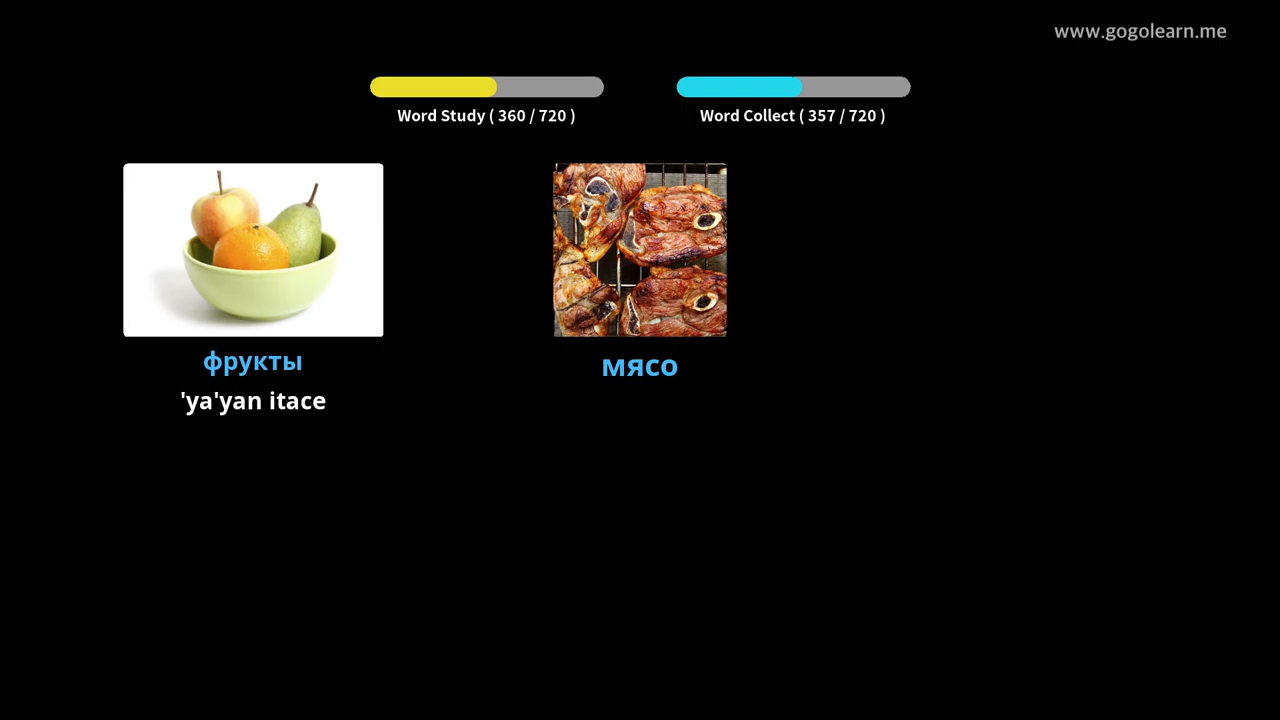 www.gogolearn.me
Word Study ( 360 / 720 )
Word Collect ( 357 / 720 )
фрукты
'ya'yan itace
мясо